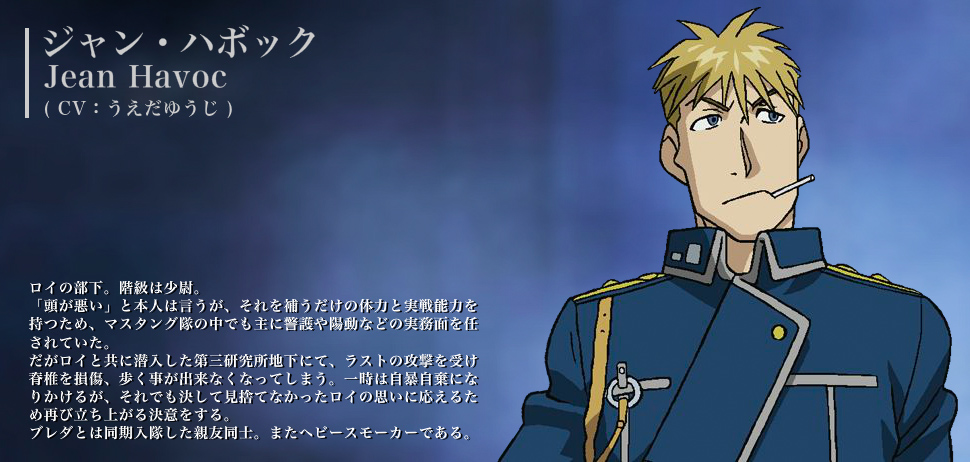 ジャン・ハボック
Jean Havoc
( CV：うえだゆうじ )
ロイの部下。階級は少尉。
「頭が悪い」と本人は言うが、それを補うだけの体力と実戦能力を
持つため、マスタング隊の中でも主に警護や陽動などの実務面を任
されていた。
だがロイと共に潜入した第三研究所地下にて、ラストの攻撃を受け
脊椎を損傷、歩く事が出来なくなってしまう。一時は自暴自棄にな
りかけるが、それでも決して見捨てなかったロイの思いに応えるた
め再び立ち上がる決意をする。
ブレダとは同期入隊した親友同士。またヘビースモーカーである。